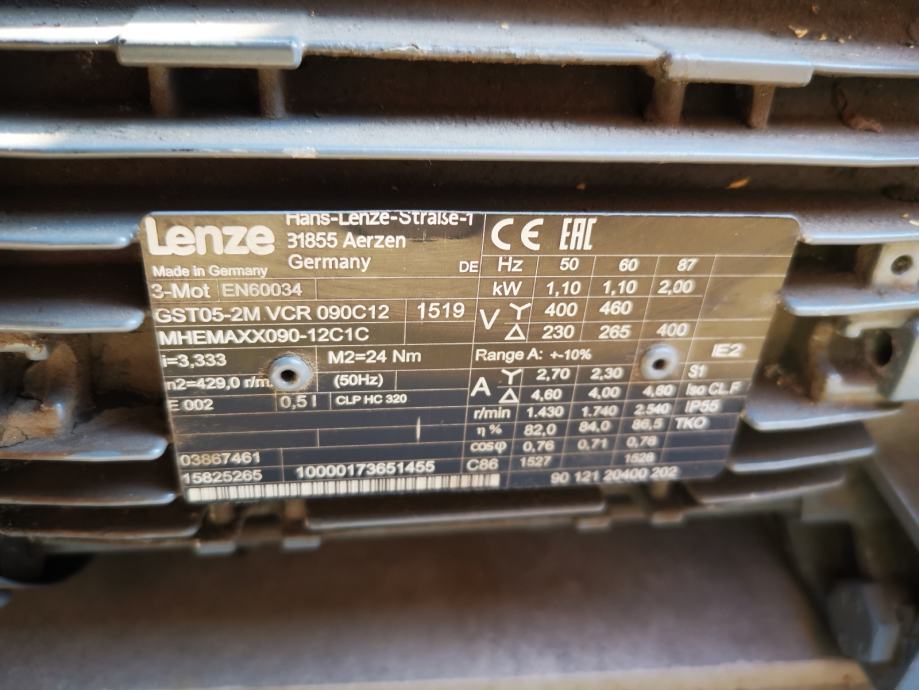 Lenze
Hans-Lenze-Straße-1
31855 Aerzen
Germany
Made in Germany
DE
CE EAC
3-Mot EN60034
GST05-2M VCR 090C12 1519
MHEMAXX090-12C1C
i=3,333 M2=24 Nm
n2=429,0 r/m (50Hz)
E 002 0,5 l CLP HC 320
03867461
15825265 10000173651455
Hz 50 60 87
kW 1,10 1,10 2,00
V Y 400 460
Δ 230 265 400
Range A: +-10% IE2
A Y 2,70 2,30 S1
Δ 4,60 4,00 4,60 Iso CL.F
r/min 1.430 1.740 2.540 IP55
η % 82,0 84,0 86,5 TKO
cosφ 0,76 0,71 0,76
C86 1527 1528
90 121 20400 202